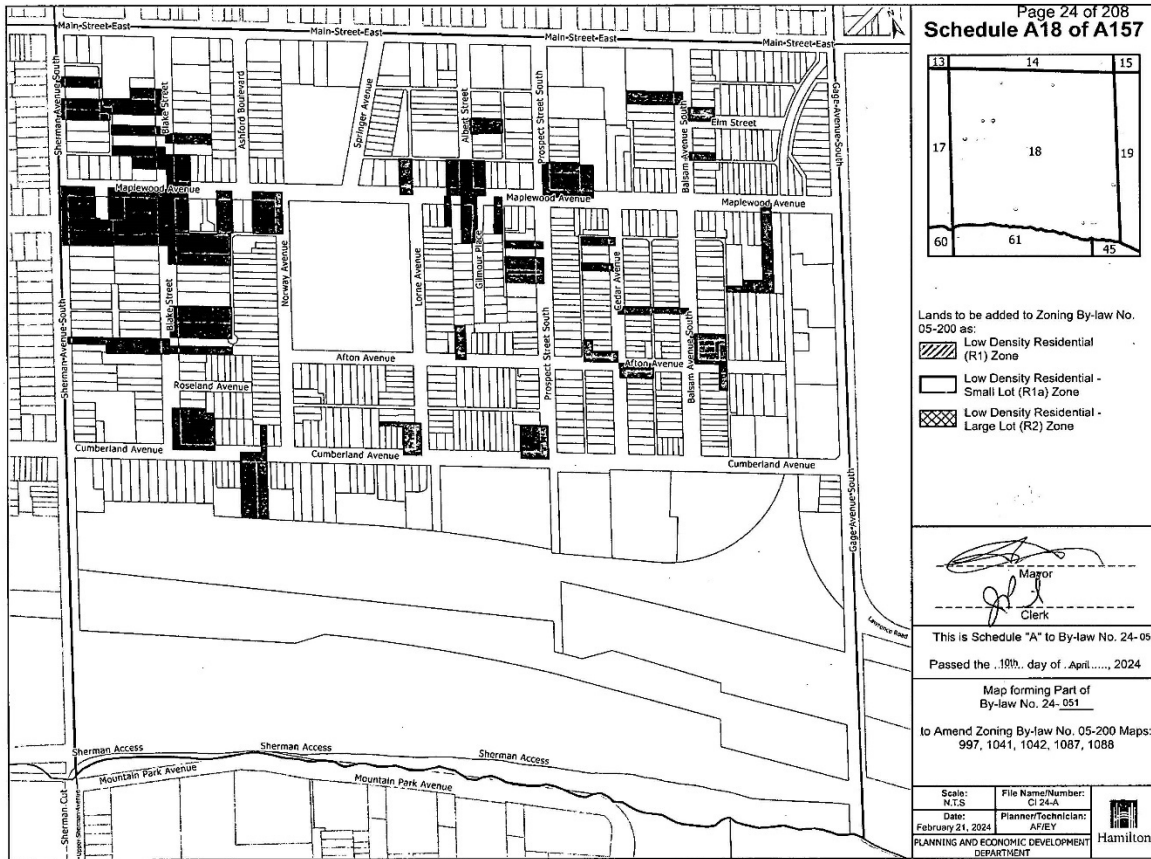 Page 24 of 208
Schedule A18 of A157
Main Street East
Main Street East
Main Street East
Main Street East
Sherman Avenue South
Blake Street
Ashford Boulevard
Springer Avenue
Albert Street
Prospect Street South
Balsam Avenue South
Elm Street
Gage Avenue South
Maplewood Avenue
Maplewood Avenue
Maplewood Avenue
Norway Avenue
Lorne Avenue
Gilmour Place
Cedar Avenue
Blake Street
Sherman Avenue South
Afton Avenue
Afton Avenue
Prospect Street South
Balsam Avenue South
Roseland Avenue
Cumberland Avenue
Cumberland Avenue
Cumberland Avenue
Gage Avenue South
Lawrence Road
Sherman Access
Sherman Access
Sherman Access
Mountain Park Avenue
Mountain Park Avenue
Sherman Cut
Upper Sherman Avenue
13
14
15
17
18
19
60
61
45
Lands to be added to Zoning By-law No.
05-200 as:
Low Density Residential
(R1) Zone
Low Density Residential -
Small Lot (R1a) Zone
Low Density Residential -
Large Lot (R2) Zone
Mayor
Clerk
This is Schedule "A" to By-law No. 24-05
Passed the ..10th.. day of ..April....., 2024
Map forming Part of
By-law No. 24-051
to Amend Zoning By-law No. 05-200 Maps:
997, 1041, 1042, 1087, 1088
Scale:
N.T.S
File Name/Number:
CI 24-A
Date:
February 21, 2024
Planner/Technician:
AF/EY
PLANNING AND ECONOMIC DEVELOPMENT
DEPARTMENT
Hamilton